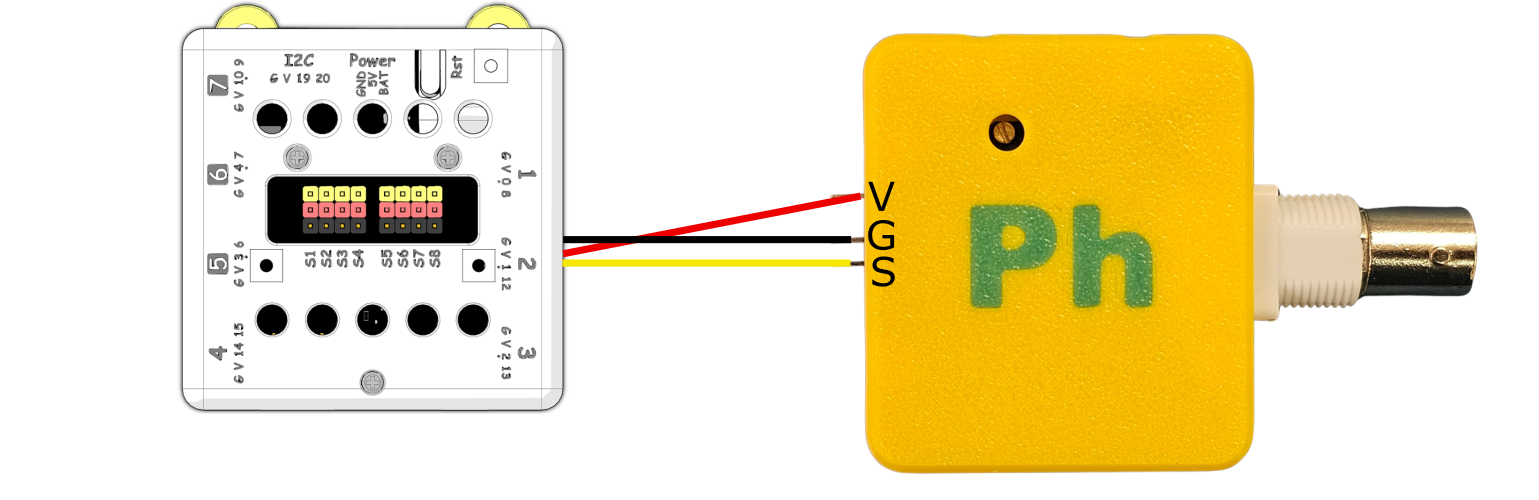 I2C
G V 19 20
Power
GND
5V
BAT
Rst
7
G V 10 9
6
G V 4 7
5
G V 3 6
4
G V 14 15
1
G V 0 8
2
G V 1 12
3
G V 2 13
S1 S2 S3 S4 S5 S6 S7 S8
V
G
S
Ph